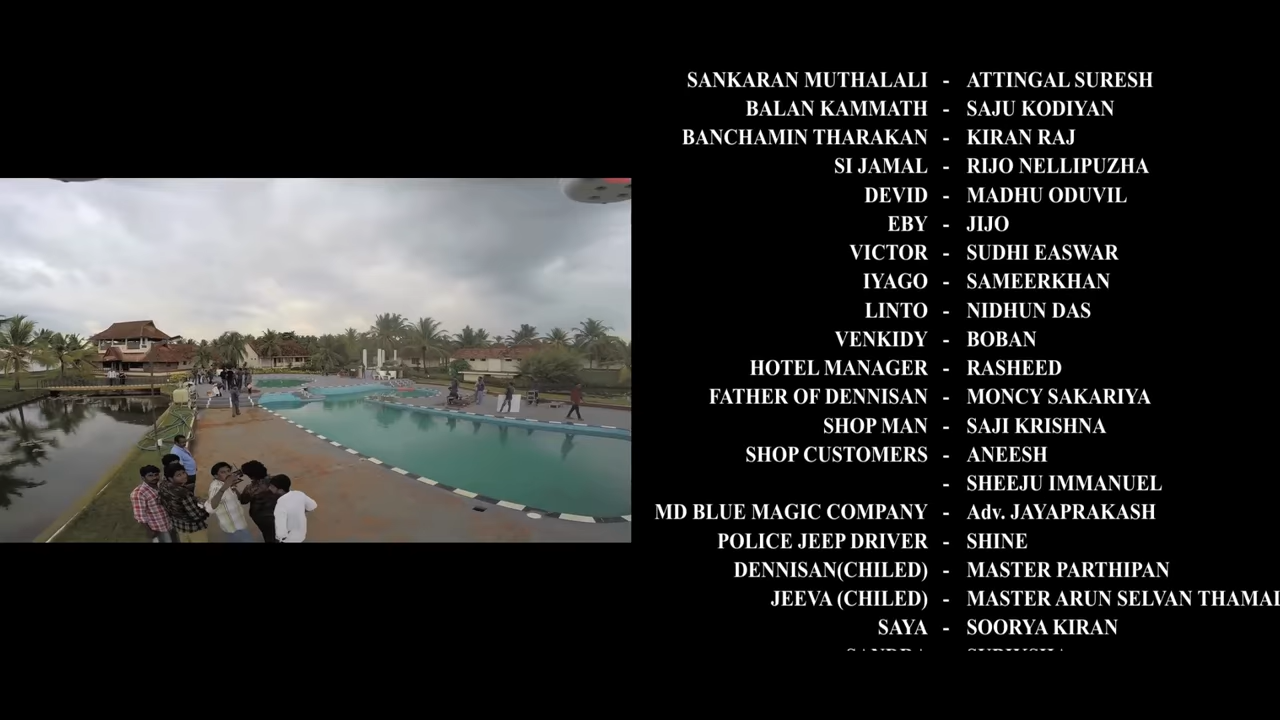 SANKARAN MUTHALALI - ATTINGAL SURESH
BALAN KAMMATH - SAJU KODIYAN
BANCHAMIN THARAKAN - KIRAN RAJ
SI JAMAL - RIJO NELLIPUZHA
DEVID - MADHU ODUVIL
EBY - JIJO
VICTOR - SUDHI EASWAR
IYAGO - SAMEERKHAN
LINTO - NIDHUN DAS
VENKIDY - BOBAN
HOTEL MANAGER - RASHEED
FATHER OF DENNISAN - MONCY SAKARIYA
SHOP MAN - SAJI KRISHNA
SHOP CUSTOMERS - ANEESH
- SHEEJU IMMANUEL
MD BLUE MAGIC COMPANY - Adv. JAYAPRAKASH
POLICE JEEP DRIVER - SHINE
DENNISAN(CHILED) - MASTER PARTHIPAN
JEEVA (CHILED) - MASTER ARUN SELVAN
SAYA - SOORYA KIRAN